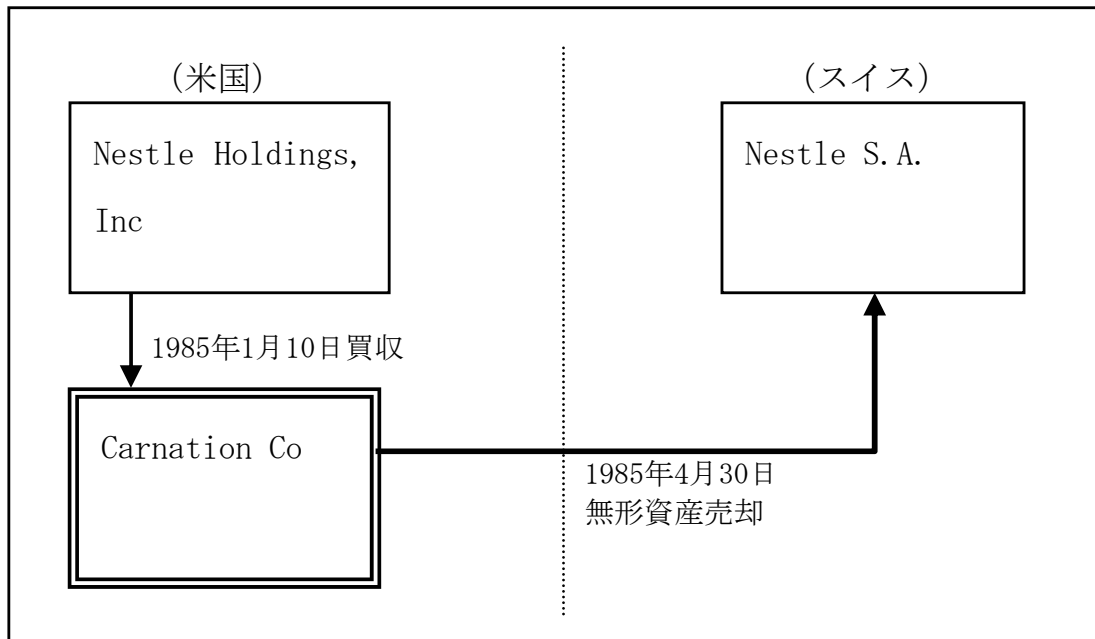 (米国)
(スイス)
Nestle Holdings,
Inc
Nestle S.A.
1985年1月10日買収
Carnation Co
1985年4月30日
無形資産売却